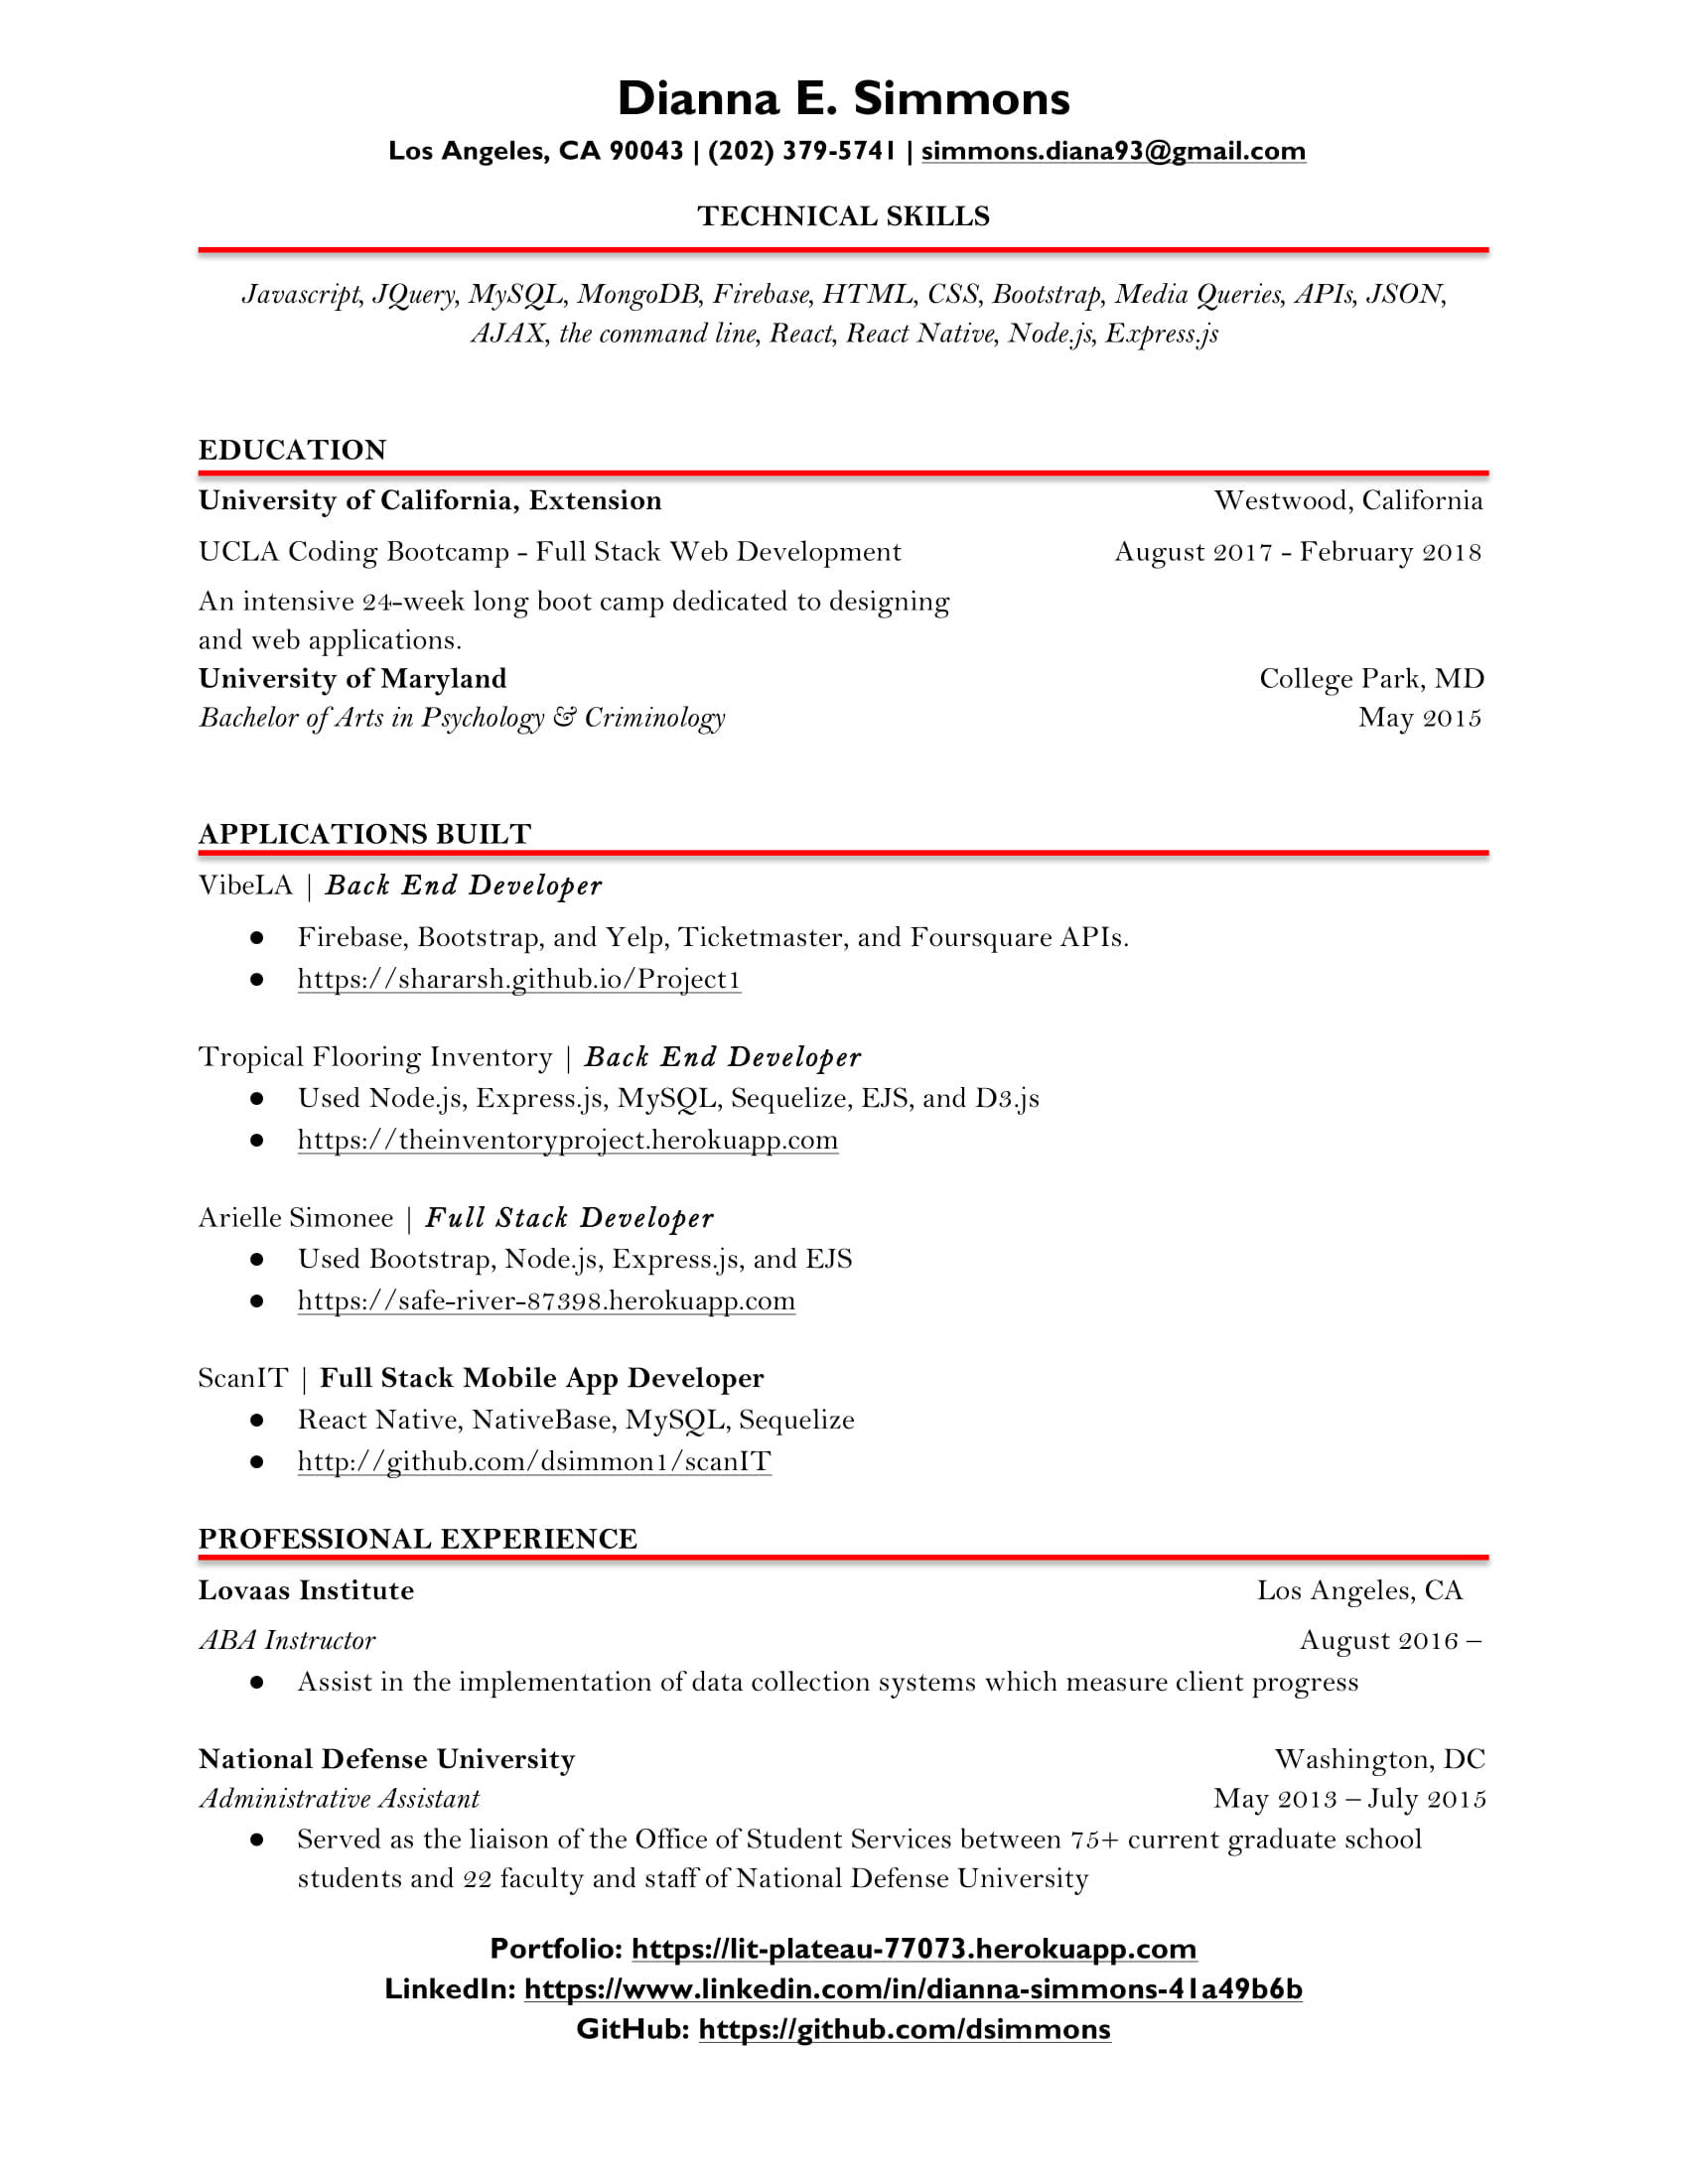 Dianna E. Simmons
Los Angeles, CA 90043 | (202) 379-5741 | simmons.diana93@gmail.com
TECHNICAL SKILLS
Javascript, JQuery, MySQL, MongoDB, Firebase, HTML, CSS, Bootstrap, Media Queries, APIs, JSON,
AJAX, the command line, React, React Native, Node.js, Express.js
EDUCATION
University of California, Extension Westwood, California
UCLA Coding Bootcamp - Full Stack Web Development August 2017 - February 2018
An intensive 24-week long boot camp dedicated to designing
and web applications.
University of Maryland College Park, MD
Bachelor of Arts in Psychology & Criminology May 2015
APPLICATIONS BUILT
VibeLA | Back End Developer
● Firebase, Bootstrap, and Yelp, Ticketmaster, and Foursquare APIs.
● https://shararsh.github.io/Project1
Tropical Flooring Inventory | Back End Developer
● Used Node.js, Express.js, MySQL, Sequelize, EJS, and D3.js
● https://theinventoryproject.herokuapp.com
Arielle Simonee | Full Stack Developer
● Used Bootstrap, Node.js, Express.js, and EJS
● https://safe-river-87398.herokuapp.com
ScanIT | Full Stack Mobile App Developer
● React Native, NativeBase, MySQL, Sequelize
● http://github.com/dsimmon1/scanIT
PROFESSIONAL EXPERIENCE
Lovaas Institute Los Angeles, CA
ABA Instructor August 2016 –
● Assist in the implementation of data collection systems which measure client progress
National Defense University Washington, DC
Administrative Assistant May 2013 – July 2015
● Served as the liaison of the Office of Student Services between 75+ current graduate school
students and 22 faculty and staff of National Defense University
Portfolio: https://lit-plateau-77073.herokuapp.com
LinkedIn: https://www.linkedin.com/in/dianna-simmons-41a49b6b
GitHub: https://github.com/dsimmons